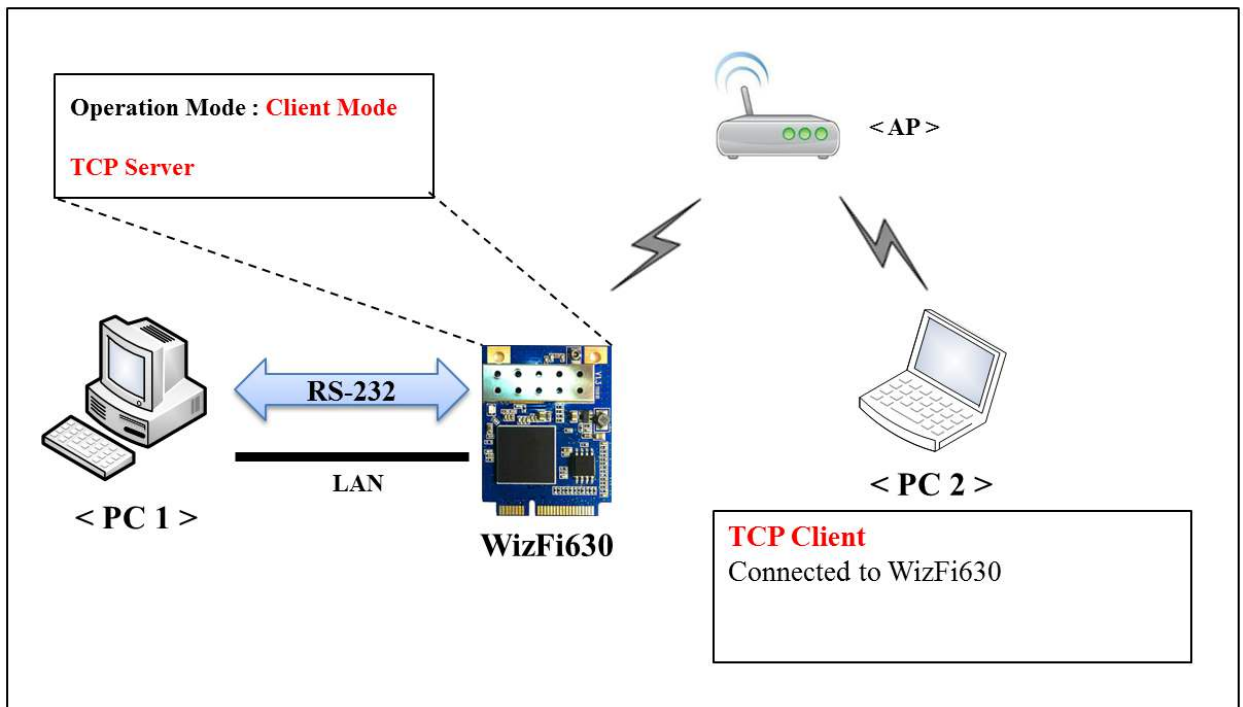 Operation Mode : Client Mode
TCP Server
< AP >
RS-232
LAN
< PC 1 >
WizFi630
< PC 2 >
TCP Client
Connected to WizFi630